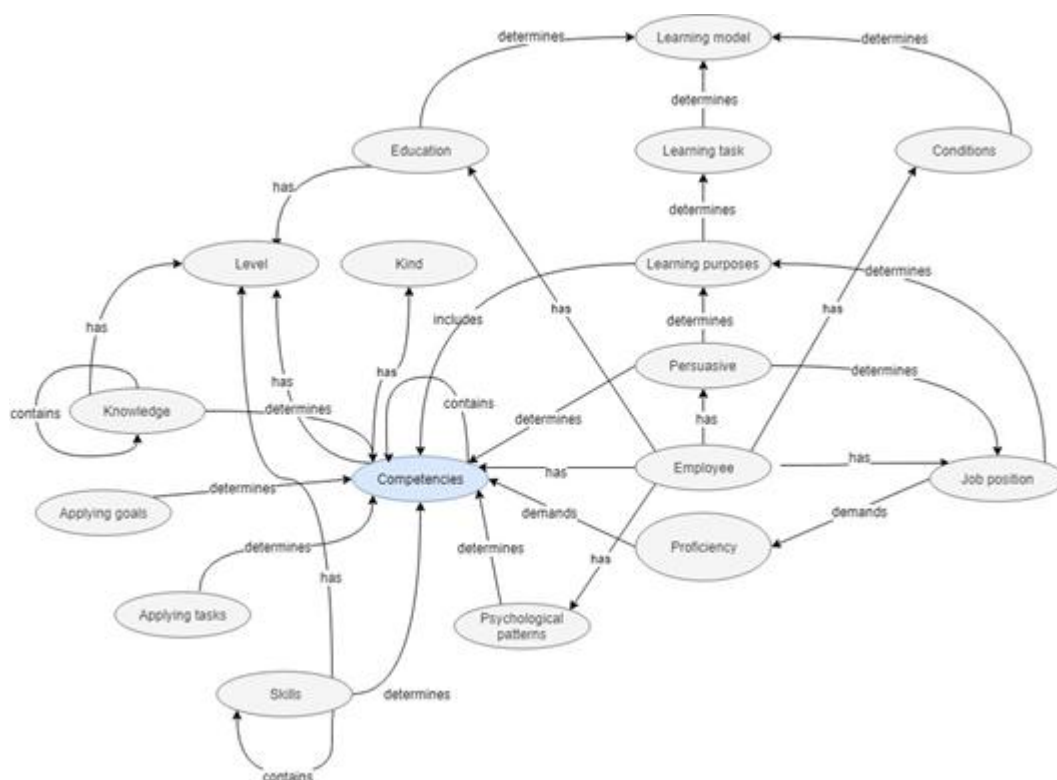 determines
Learning model
determines
determines
Education
Learning task
Conditions
has
determines
Level
Kind
Learning purposes
determines
has
includes
has
has
determines
Persuasive
has
has
determines
contains
Knowledge
determines
contains
determines
has
Competencies
has
Employee
has
Job position
determines
Applying goals
demands
demands
determines
determines
Proficiency
has
has
Applying tasks
Psychological
patterns
Skills
determines
contains